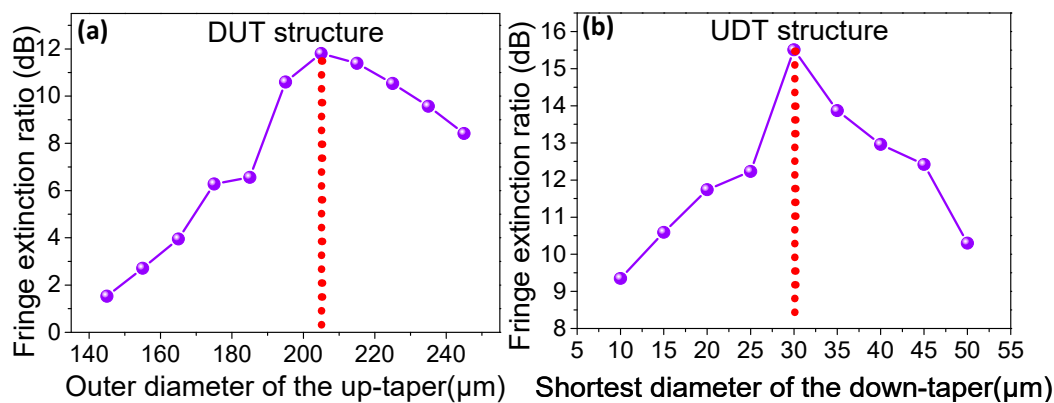 (a)
DUT structure
Fringe extinction ratio (dB)
12
10
8
6
4
2
0
140 160 180 200 220 240
Outer diameter of the up-taper(μm)
(b)
UDT structure
Fringe extinction ratio (dB)
16
15
14
13
12
11
10
9
8
5 10 15 20 25 30 35 40 45 50 55
Shortest diameter of the down-taper(μm)